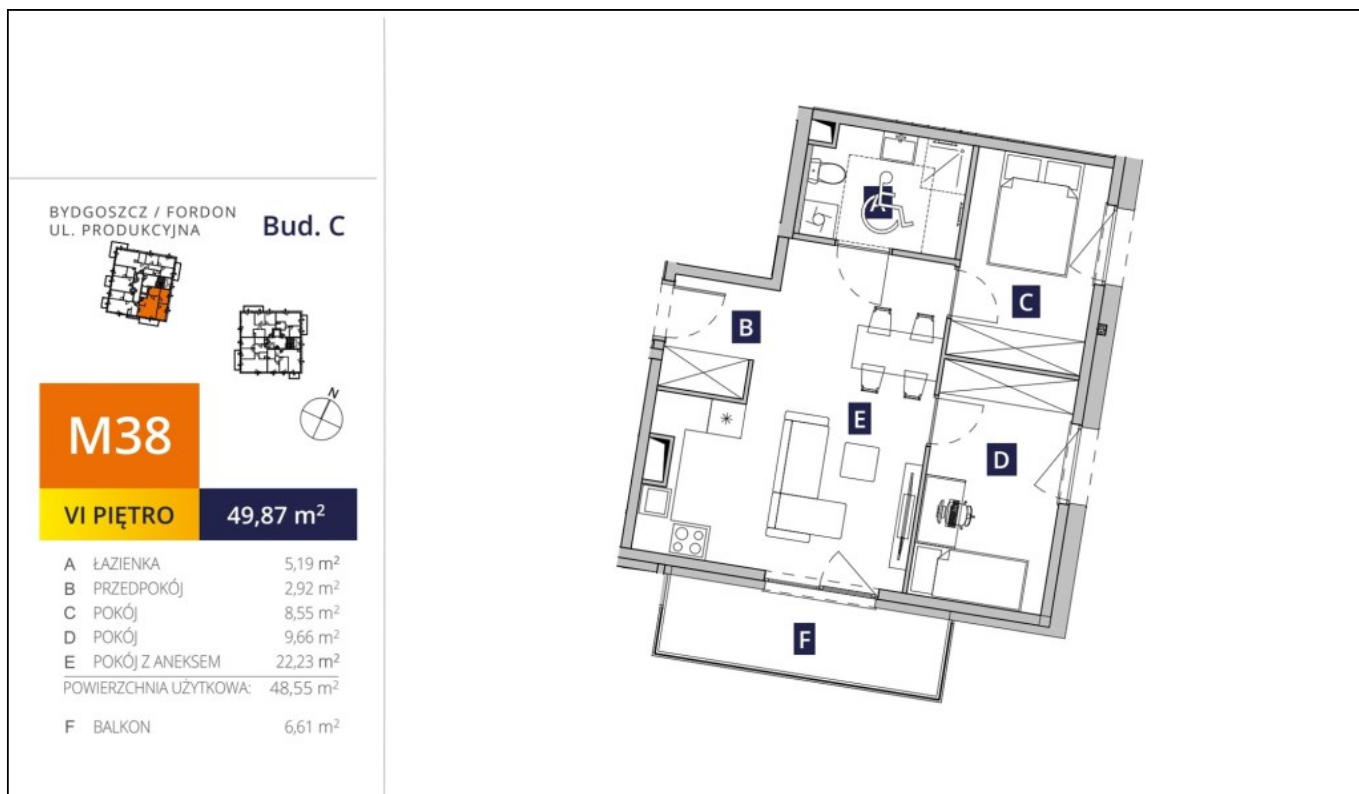 BYDGOSZCZ / FORDON
UL. PRODUKCYJNA
Bud. C
N
M38
VI PIĘTRO 49,87 m²
A ŁAZIENKA 5,19 m²
B PRZEDPOKÓJ 2,92 m²
C POKÓJ 8,55 m²
D POKÓJ 9,66 m²
E POKÓJ Z ANEKSEM 22,23 m²
POWIERZCHNIA UŻYTKOWA: 48,55 m²
F BALKON 6,61 m²
A
C
B
E
D
F